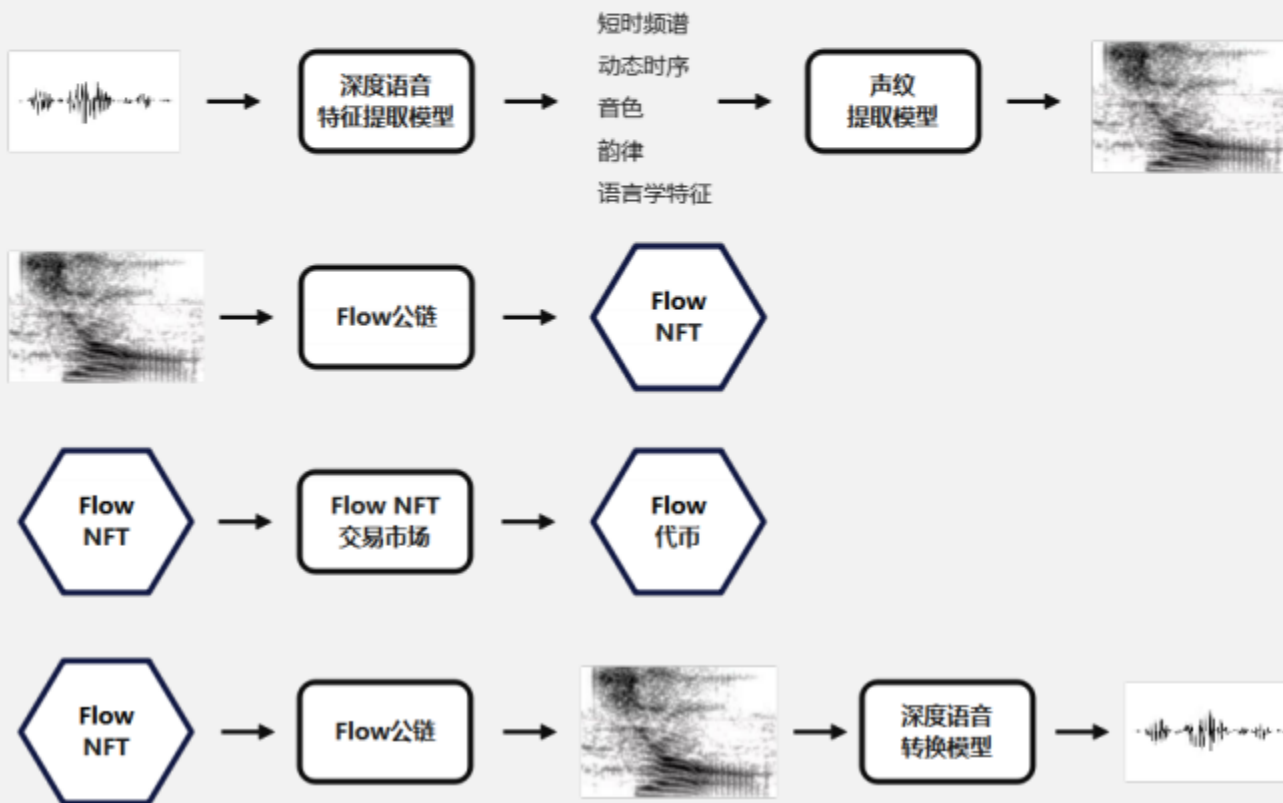 深度语音
特征提取模型
短时频谱
动态时序
音色
韵律
语言学特征
声纹
提取模型
Flow公链
Flow
NFT
Flow
NFT
Flow NFT
交易市场
Flow
代币
Flow
NFT
Flow公链
深度语音
转换模型